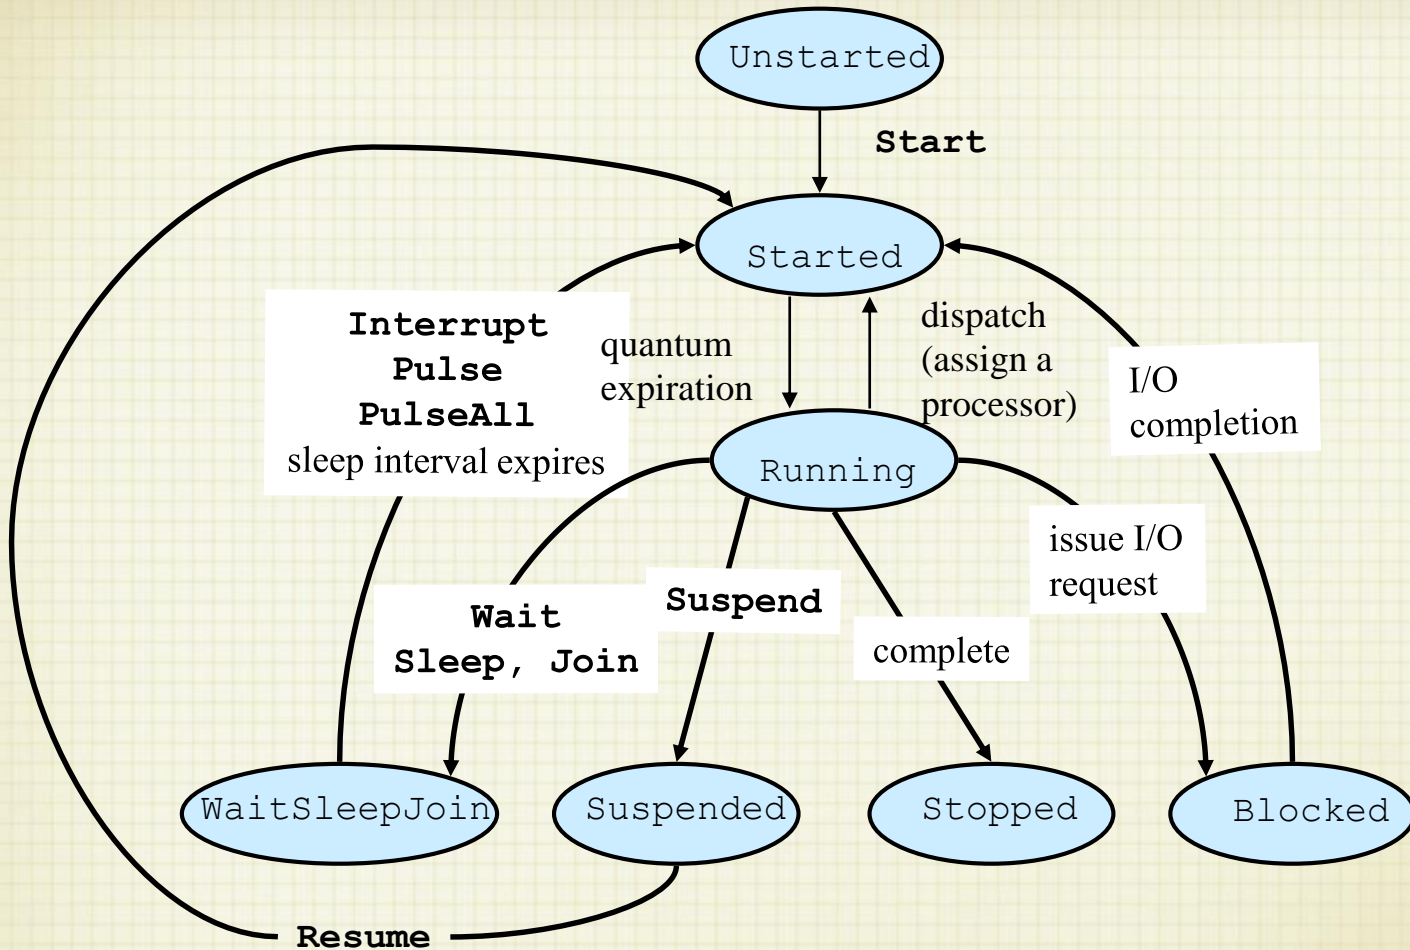 Unstarted
Start
Started
Interrupt
Pulse
PulseAll
sleep interval expires
quantum
expiration
dispatch
(assign a
processor)
I/O
completion
Running
issue I/O
request
Wait
Sleep, Join
Suspend
complete
WaitSleepJoin
Suspended
Stopped
Blocked
Resume